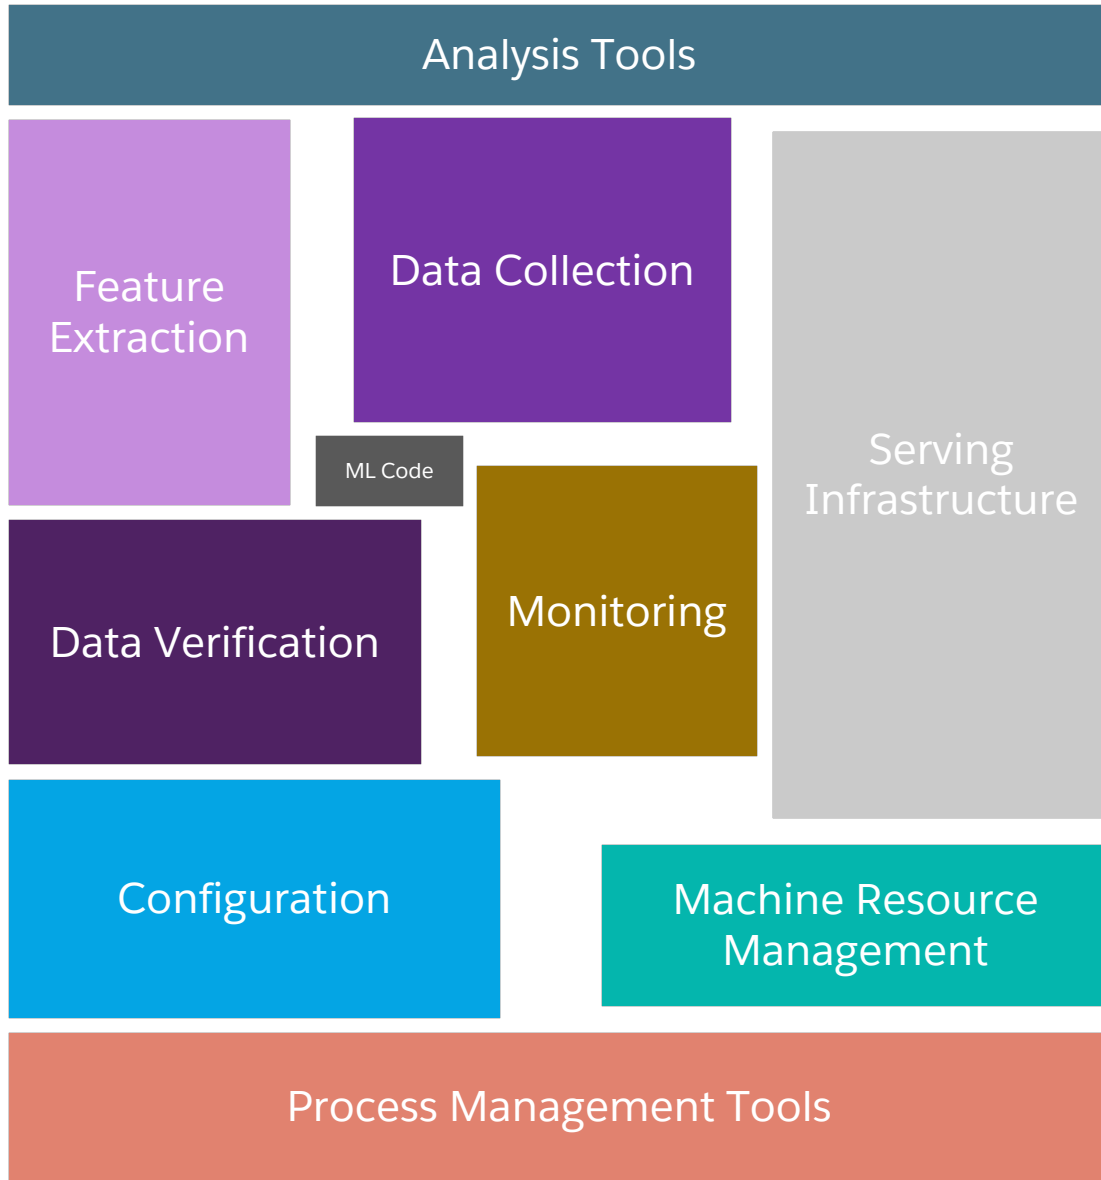 Analysis Tools
Feature
Extraction
Data Collection
Serving
Infrastructure
ML Code
Monitoring
Data Verification
Configuration
Machine Resource
Management
Process Management Tools